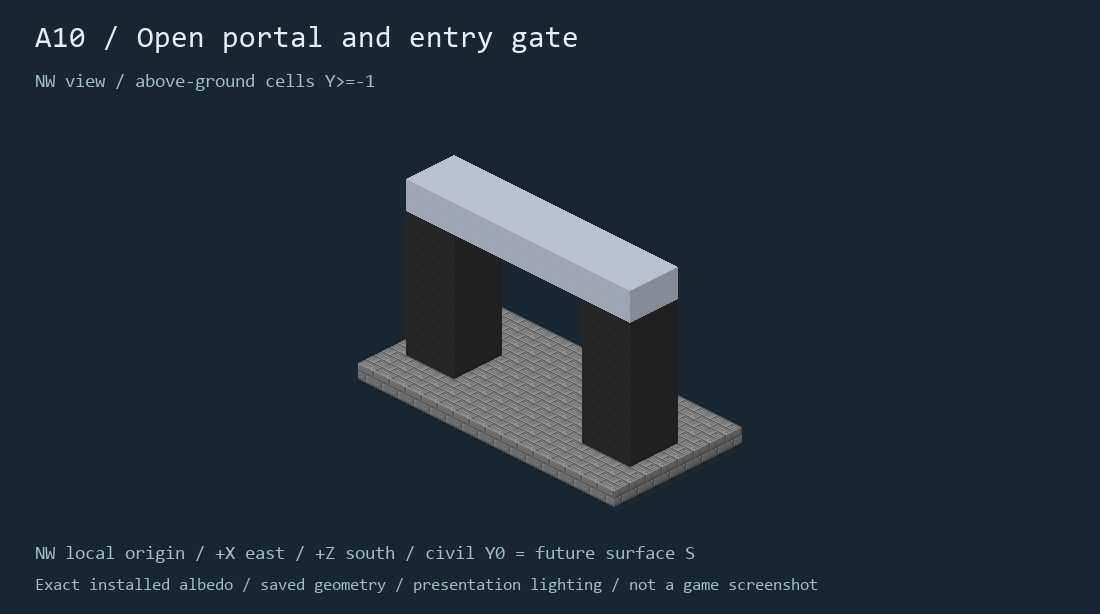 A10 / Open portal and entry gate
NW view / above-ground cells Y>=-1
NW local origin / +X east / +Z south / civil Y0 = future surface S
Exact installed albedo / saved geometry / presentation lighting / not a game screenshot